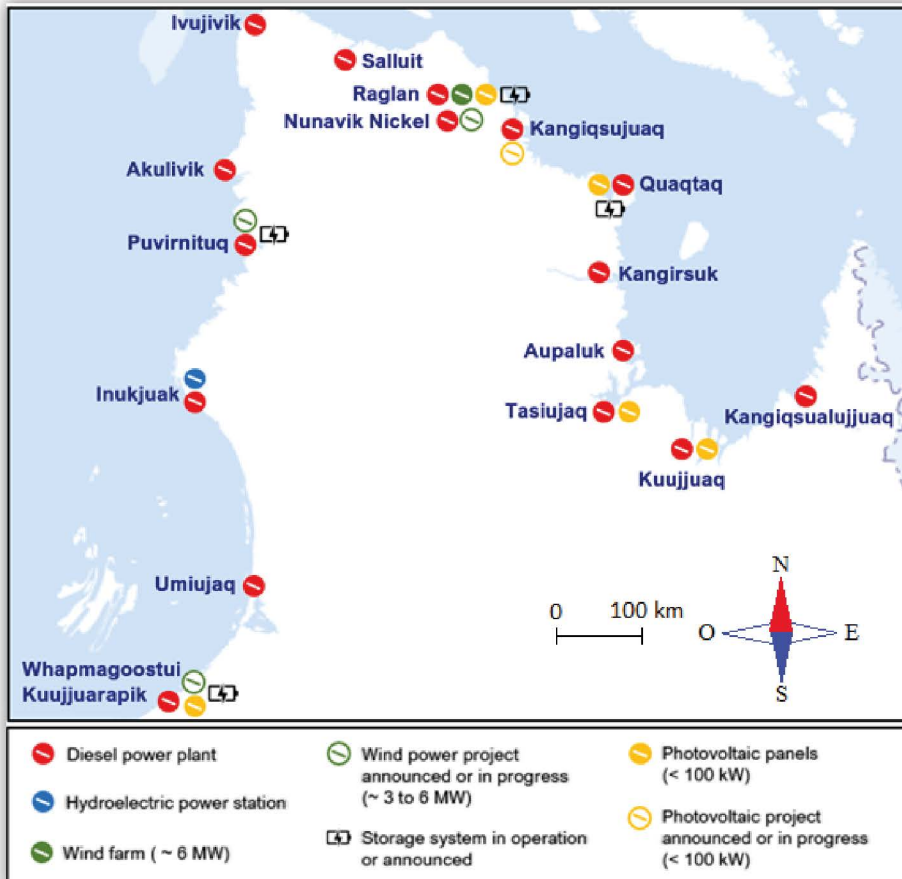 Ivujivik
Salluit
Raglan
Nunavik Nickel
Kangiqsujuaq
Akulivik
Quaqtaq
Puvirnituq
Kangirsuk
Aupaluk
Inukjuak
Tasiujaq
Kangiqsualujjuaq
Kuujjuaq
Umiujaq
0 100 km
N
O E
S
Whapmagoostui
Kuujjuarapik
Diesel power plant
Hydroelectric power station
Wind farm ( ~ 6 MW)
Wind power project
announced or in progress
(~ 3 to 6 MW)
Storage system in operation
or announced
Photovoltaic panels
(< 100 kW)
Photovoltaic project
announced or in progress
(< 100 kW)